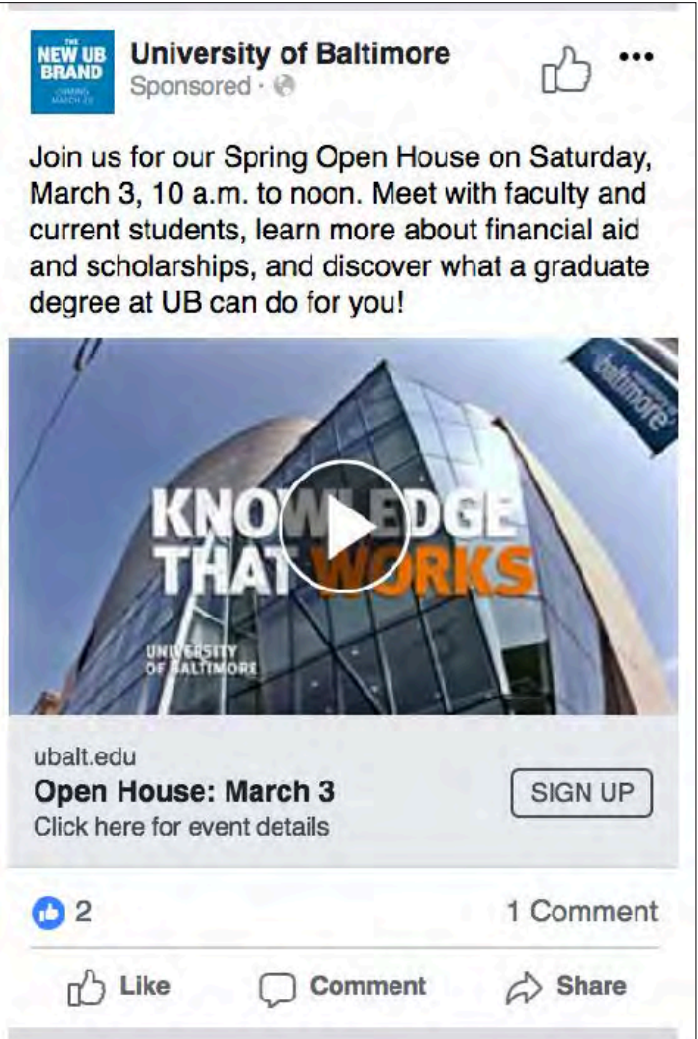 THE
NEW UB
BRAND
COMING
MARCH 20
University of Baltimore
Sponsored ·
Join us for our Spring Open House on Saturday,
March 3, 10 a.m. to noon. Meet with faculty and
current students, learn more about financial aid
and scholarships, and discover what a graduate
degree at UB can do for you!
baltimore
KNOWLEDGE
THAT WORKS
UNIVERSITY
OF BALTIMORE
ubalt.edu
Open House: March 3
Click here for event details
SIGN UP
2
1 Comment
Like
Comment
Share